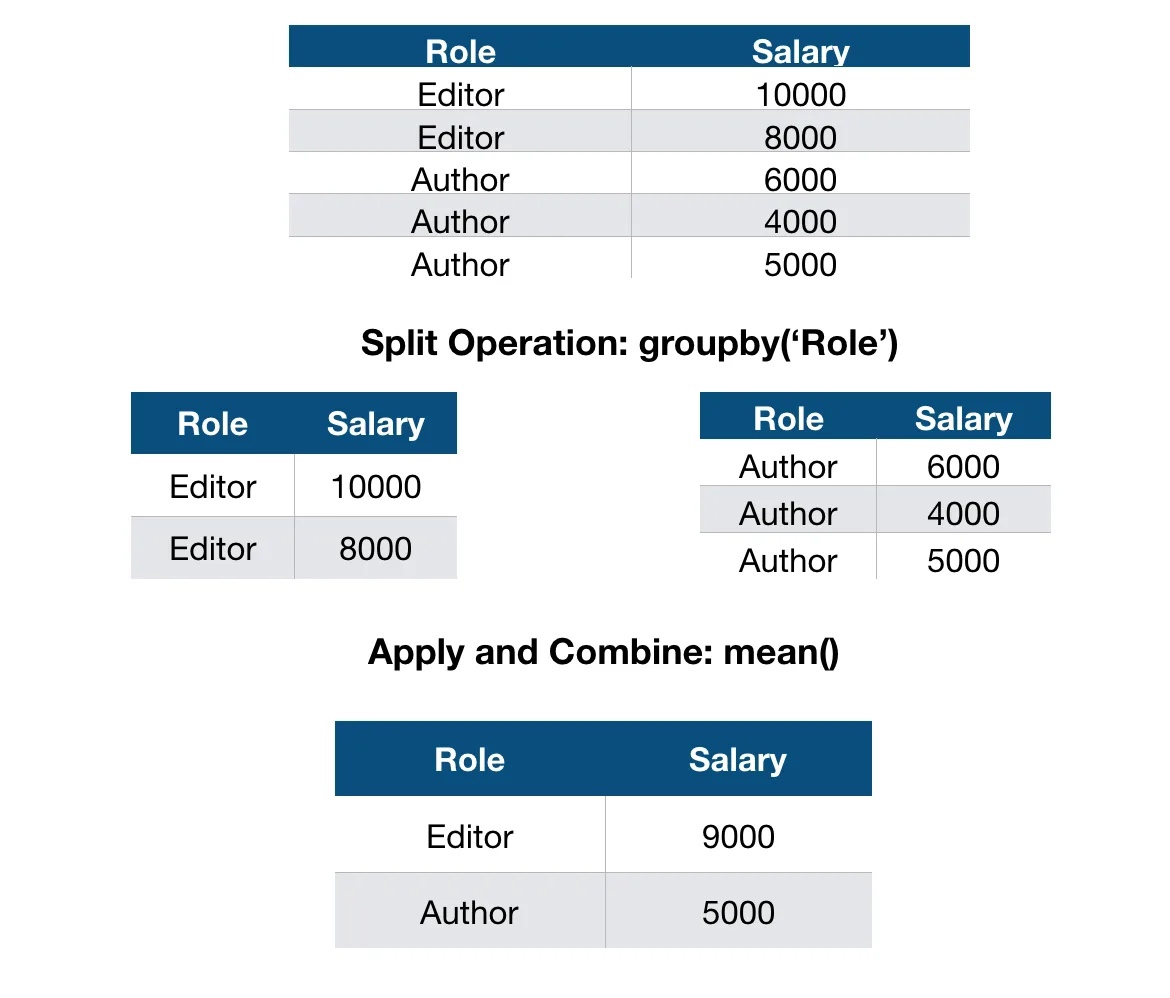 Role Salary
Editor 10000
Editor 8000
Author 6000
Author 4000
Author 5000
Split Operation: groupby(‘Role’)
Role Salary
Editor 10000
Editor 8000
Role Salary
Author 6000
Author 4000
Author 5000
Apply and Combine: mean()
Role Salary
Editor 9000
Author 5000